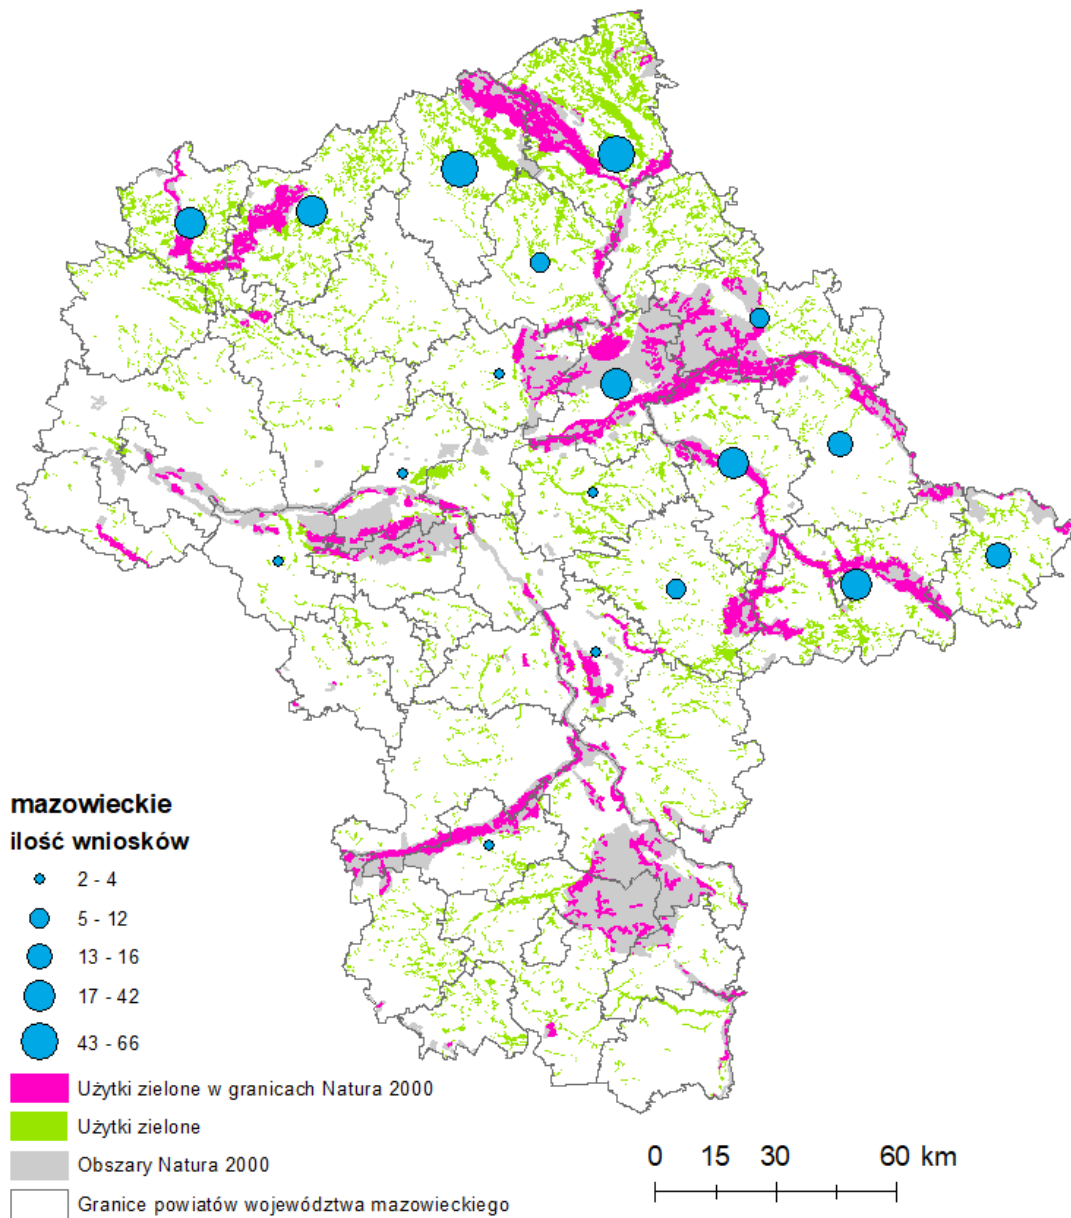 mazowieckie
ilość wniosków
2 - 4
5 - 12
13 - 16
17 - 42
43 - 66
Użytki zielone w granicach Natura 2000
Użytki zielone
Obszary Natura 2000
Granice powiatów województwa mazowieckiego
0 15 30 60 km